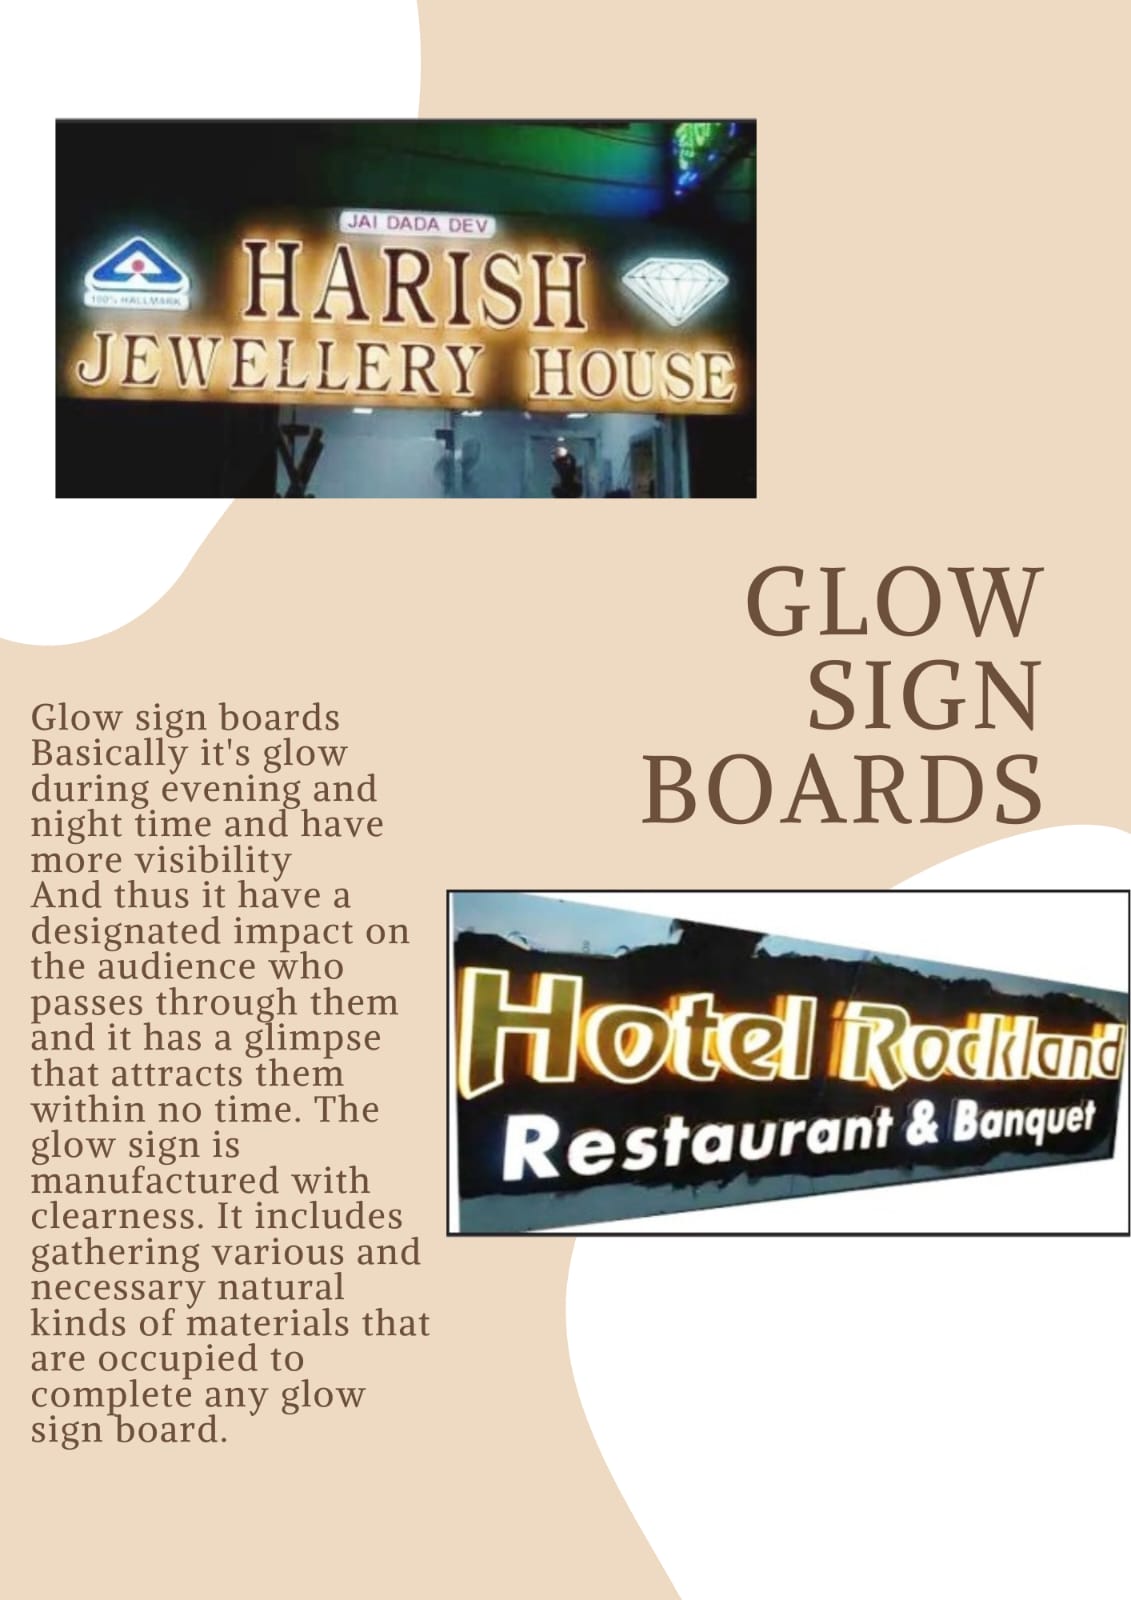 JAI DADA DEV
HARISH
100% HALLMARK
JEWELLERY HOUSE
GLOW
SIGN
BOARDS
Glow sign boards
Basically it's glow
during evening and
night time and have
more visibility
And thus it have a
designated impact on
the audience who
passes through them
and it has a glimpse
that attracts them
within no time. The
glow sign is
manufactured with
clearness. It includes
gathering various and
necessary natural
kinds of materials that
are occupied to
complete any glow
sign board.
Hotel Rockland
Restaurant & Banquet